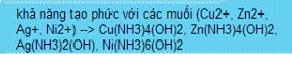 khả năng tạo phức với các muối (Cu2+, Zn2+,
Ag+, Ni2+) --> Cu(NH3)4(OH)2, Zn(NH3)4(OH)2,
Ag(NH3)2(OH), Ni(NH3)6(OH)2